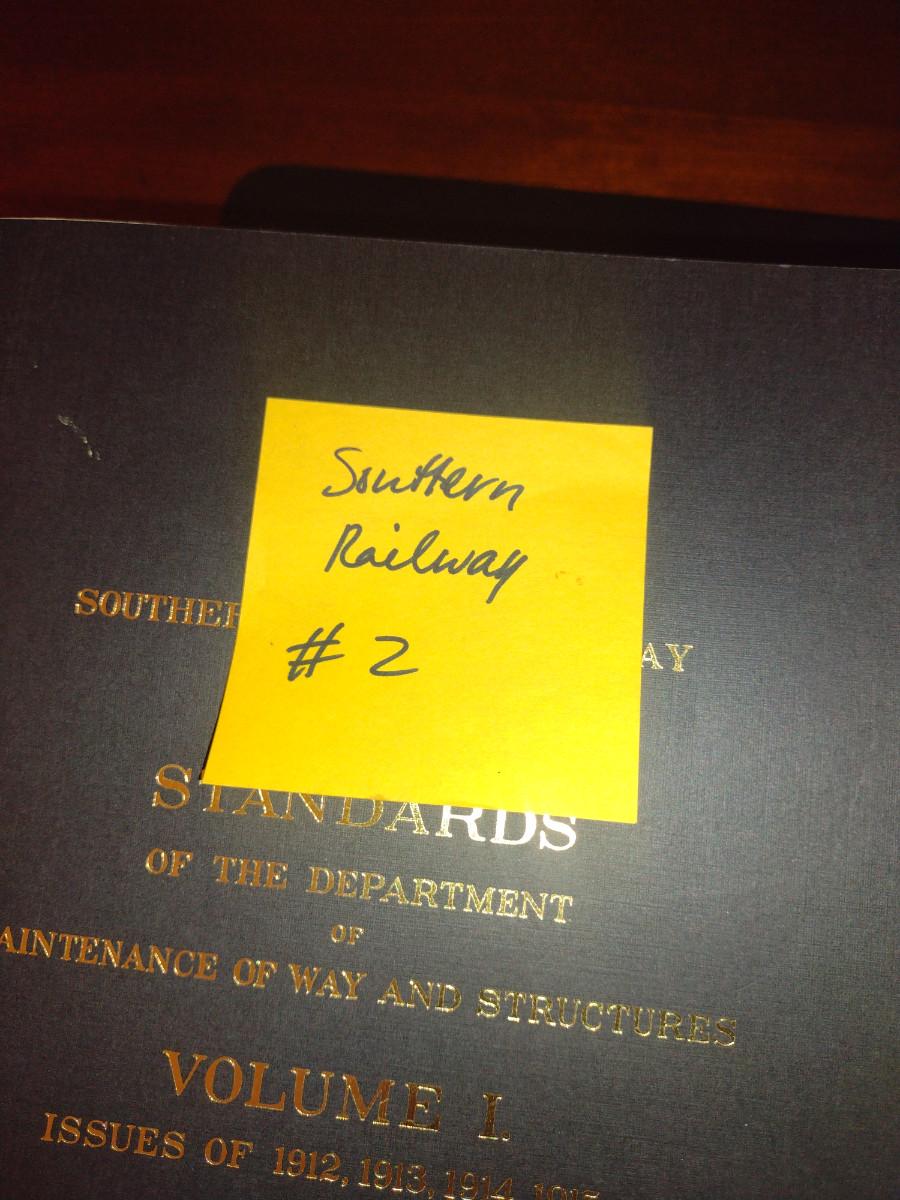 Southern
Railway
# 2
SOUTHER AY
STANDARDS
OF THE DEPARTMENT
OF
AINTENANCE OF WAY AND STRUCTURES
VOLUME I.
ISSUES OF 1912, 1913, 1914, 1915